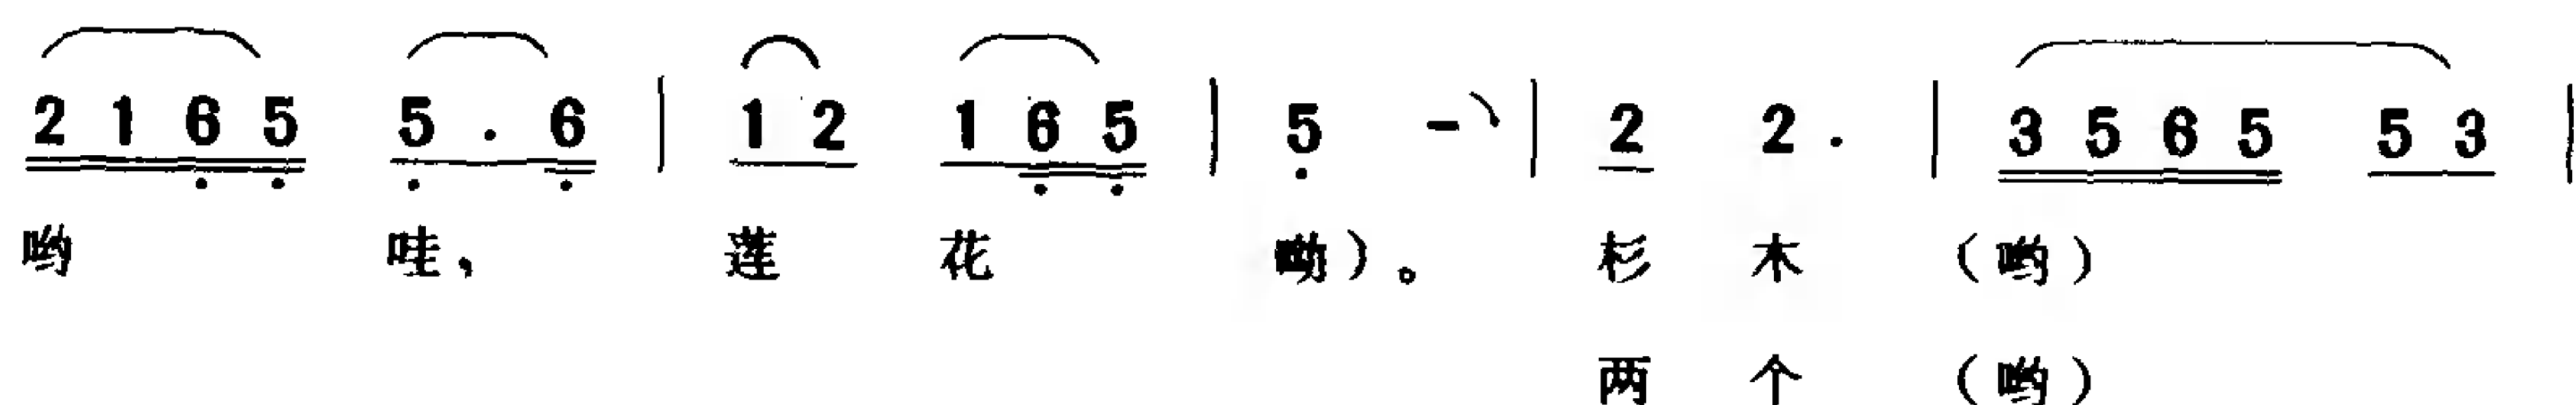 2 1 6 5 5 . 6 | 1 2 1 6 5 | 5 - | 2 2 . | 3 5 6 5 5 3 |
哟 哇， 莲 花 呦）。 杉 木 （哟）
两 个 （哟）